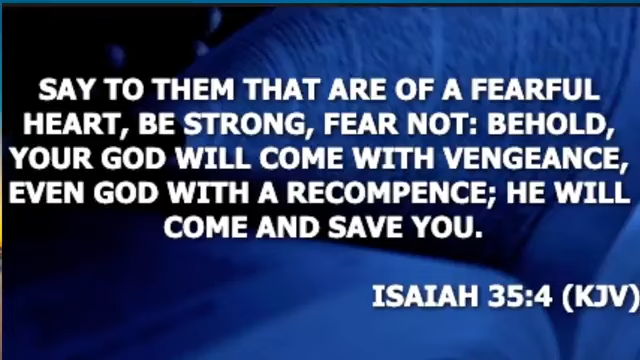 SAY TO THEM THAT ARE OF A FEARFUL
HEART, BE STRONG, FEAR NOT: BEHOLD,
YOUR GOD WILL COME WITH VENGEANCE,
EVEN GOD WITH A RECOMPENCE; HE WILL
COME AND SAVE YOU.
ISAIAH 35:4 (KJV)